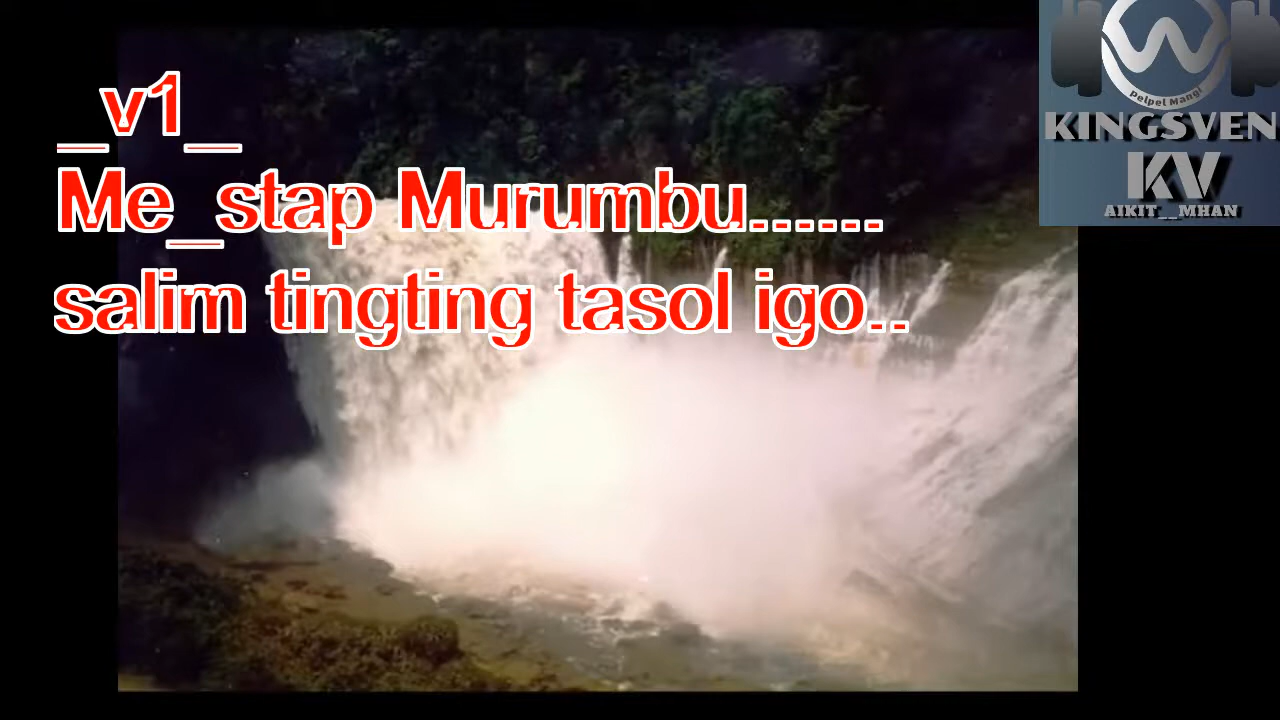 _v1_
Me_stap Murumbu......
salim tingting tasol igo..
W
Pelpel Mangi
KINGSVEN
KV
AIKIT__MHAN